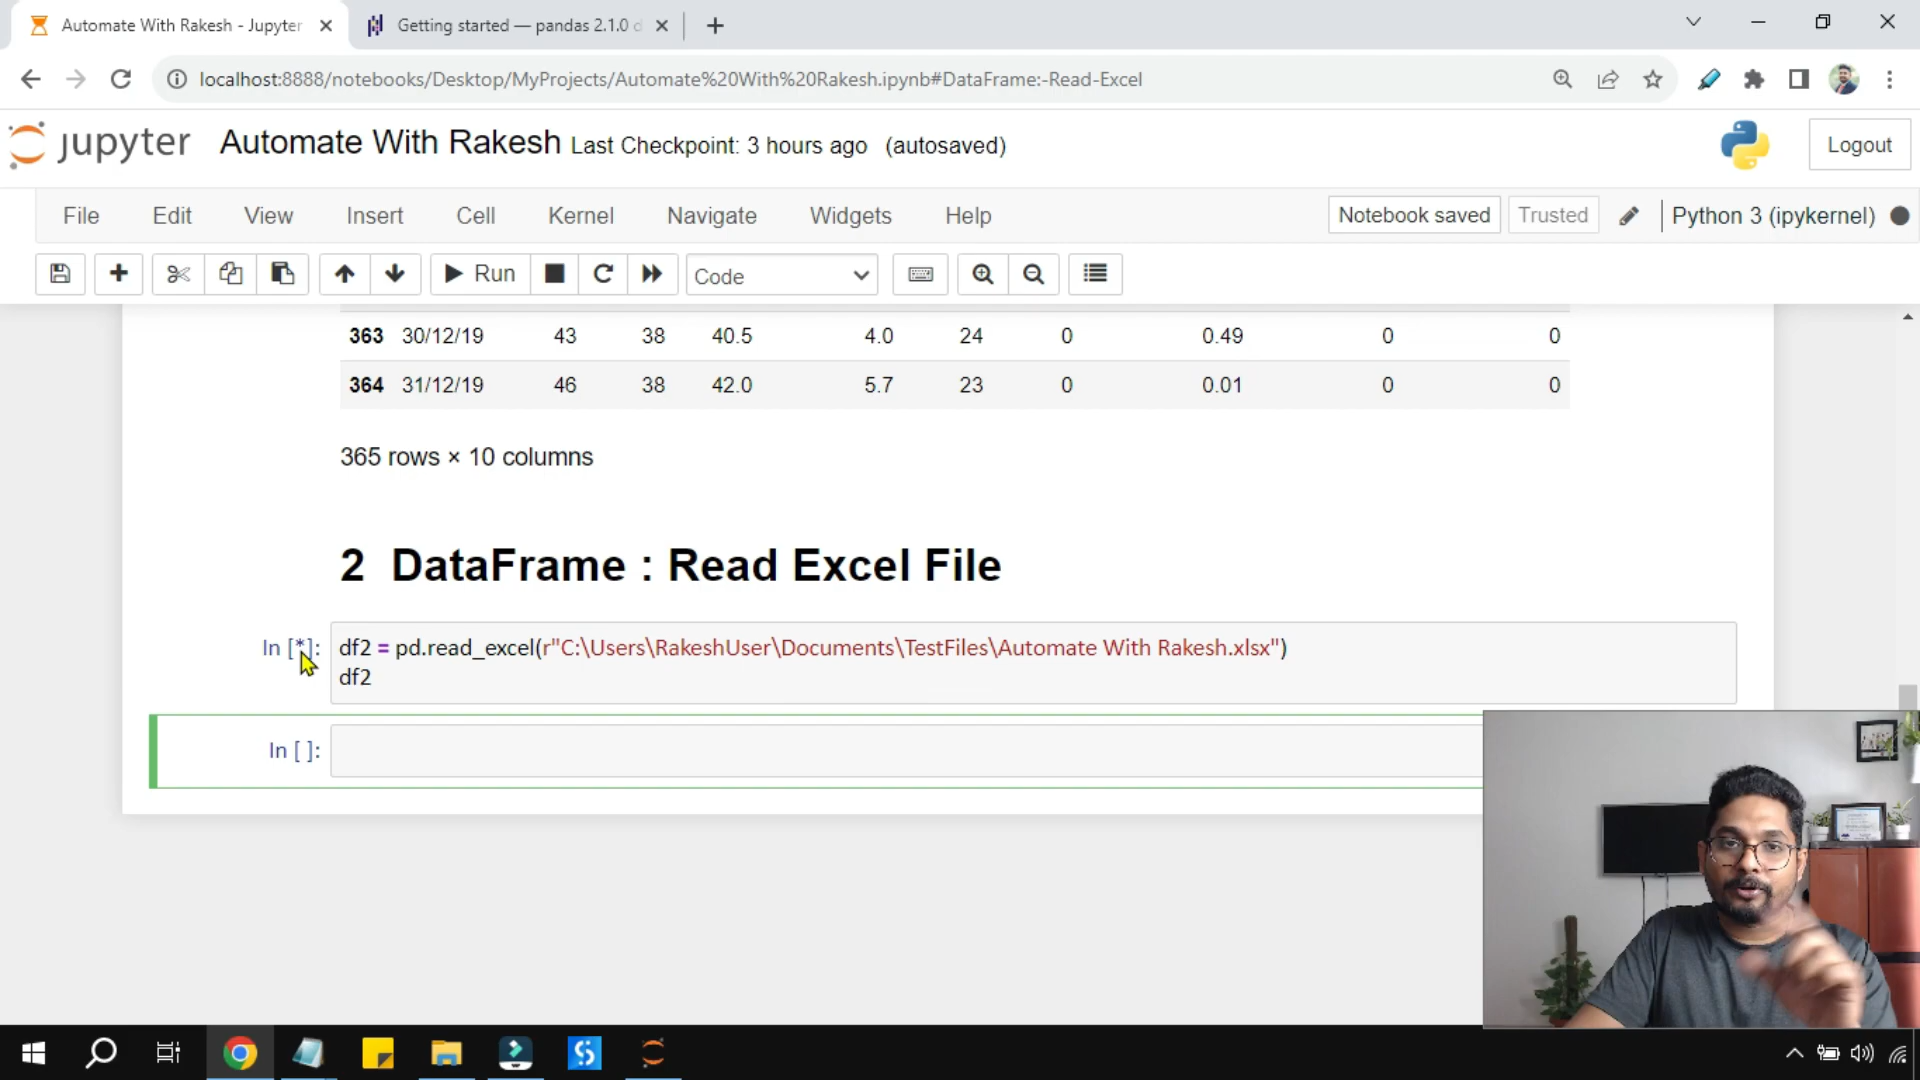 Automate With Rakesh - Jupyter
Getting started — pandas 2.1.0 d
localhost:8888/notebooks/Desktop/MyProjects/Automate%20With%20Rakesh.ipynb#DataFrame:-Read-Excel
jupyter Automate With Rakesh Last Checkpoint: 3 hours ago (autosaved)
Logout
File Edit View Insert Cell Kernel Navigate Widgets Help
Notebook saved Trusted Python 3 (ipykernel)
Run Code
363 30/12/19 43 38 40.5 4.0 24 0 0.49 0 0
364 31/12/19 46 38 42.0 5.7 23 0 0.01 0 0
365 rows × 10 columns
2 DataFrame : Read Excel File
In [*]: df2 = pd.read_excel(r"C:\Users\RakeshUser\Documents\TestFiles\Automate With Rakesh.xlsx")
df2
In [ ]: